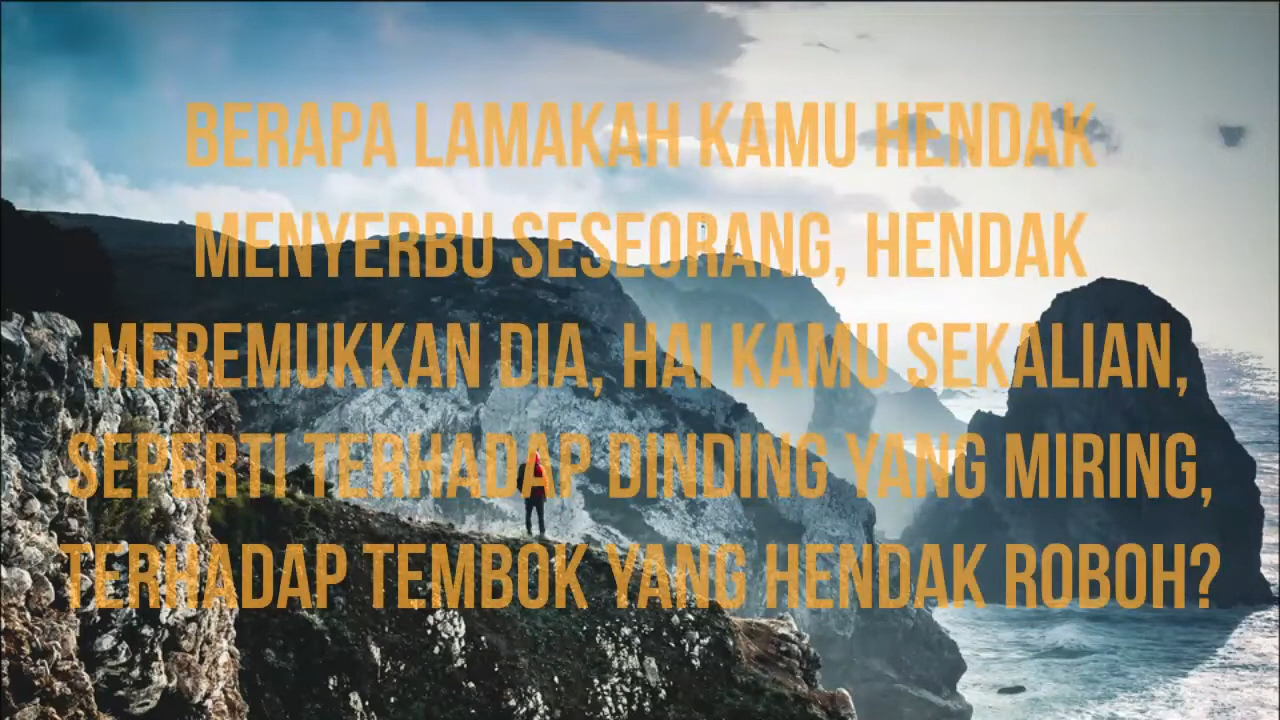 BERAPA LAMAKAH KAMU HENDAK
MENYERBU SESEORANG, HENDAK
MEREMUKKAN DIA, HAI KAMU SEKALIAN,
SEPERTI TERHADAP DINDING YANG MIRING,
TERHADAP TEMBOK YANG HENDAK ROBOH?